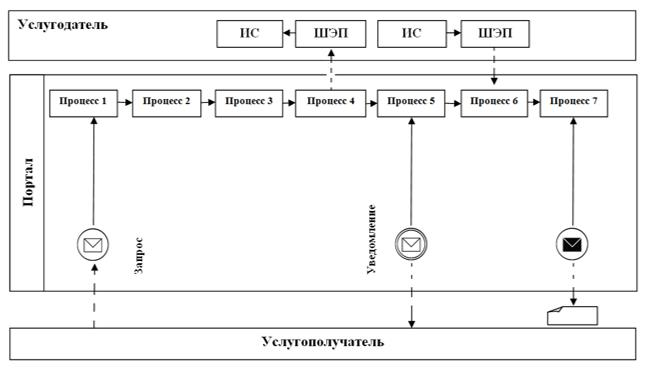 Услугодатель
ИС
ШЭП
ИС
ШЭП
Процесс 1
Процесс 2
Процесс 3
Процесс 4
Процесс 5
Процесс 6
Процесс 7
Портал
Запрос
Уведомление
Услугополучатель